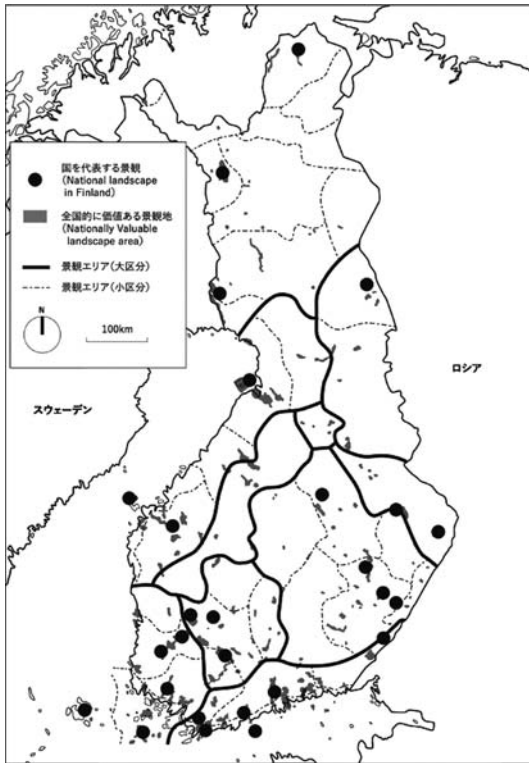 国を代表する景観
(National landscape
in Finland)
全国的に価値ある景観地
(Nationally Valuable
landscape area)
景観エリア(大区分)
景観エリア(小区分)
N
100km
ロシア
スウェーデン